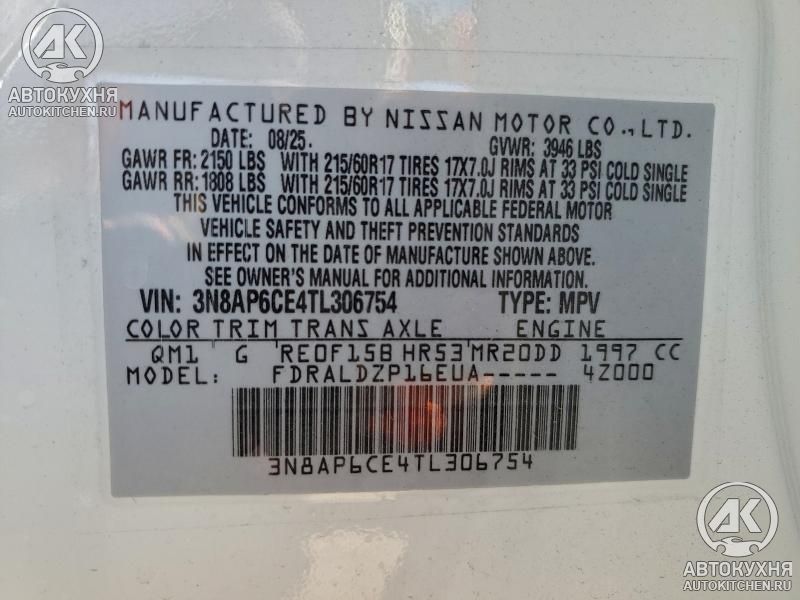 AK
АВТОКУХНЯ
AUTOKITCHEN.RU
MANUFACTURED BY NISSAN MOTOR CO., LTD.
DATE: 08/25. GVWR: 3946 LBS
GAWR FR: 2150 LBS WITH 215/60R17 TIRES 17X7.0J RIMS AT 33 PSI COLD SINGLE
GAWR RR: 1808 LBS WITH 215/60R17 TIRES 17X7.0J RIMS AT 33 PSI COLD SINGLE
THIS VEHICLE CONFORMS TO ALL APPLICABLE FEDERAL MOTOR
VEHICLE SAFETY AND THEFT PREVENTION STANDARDS
IN EFFECT ON THE DATE OF MANUFACTURE SHOWN ABOVE.
SEE OWNER'S MANUAL FOR ADDITIONAL INFORMATION.
VIN: 3N8AP6CE4TL306754 TYPE: MPV
COLOR TRIM TRANS AXLE ENGINE
QM1 G RE0F15B HR53 MR20DD 1997 CC
MODEL: FDRALDZP16EUA----- 4Z000
3N8AP6CE4TL306754
AK
АВТОКУХНЯ
AUTOKITCHEN.RU